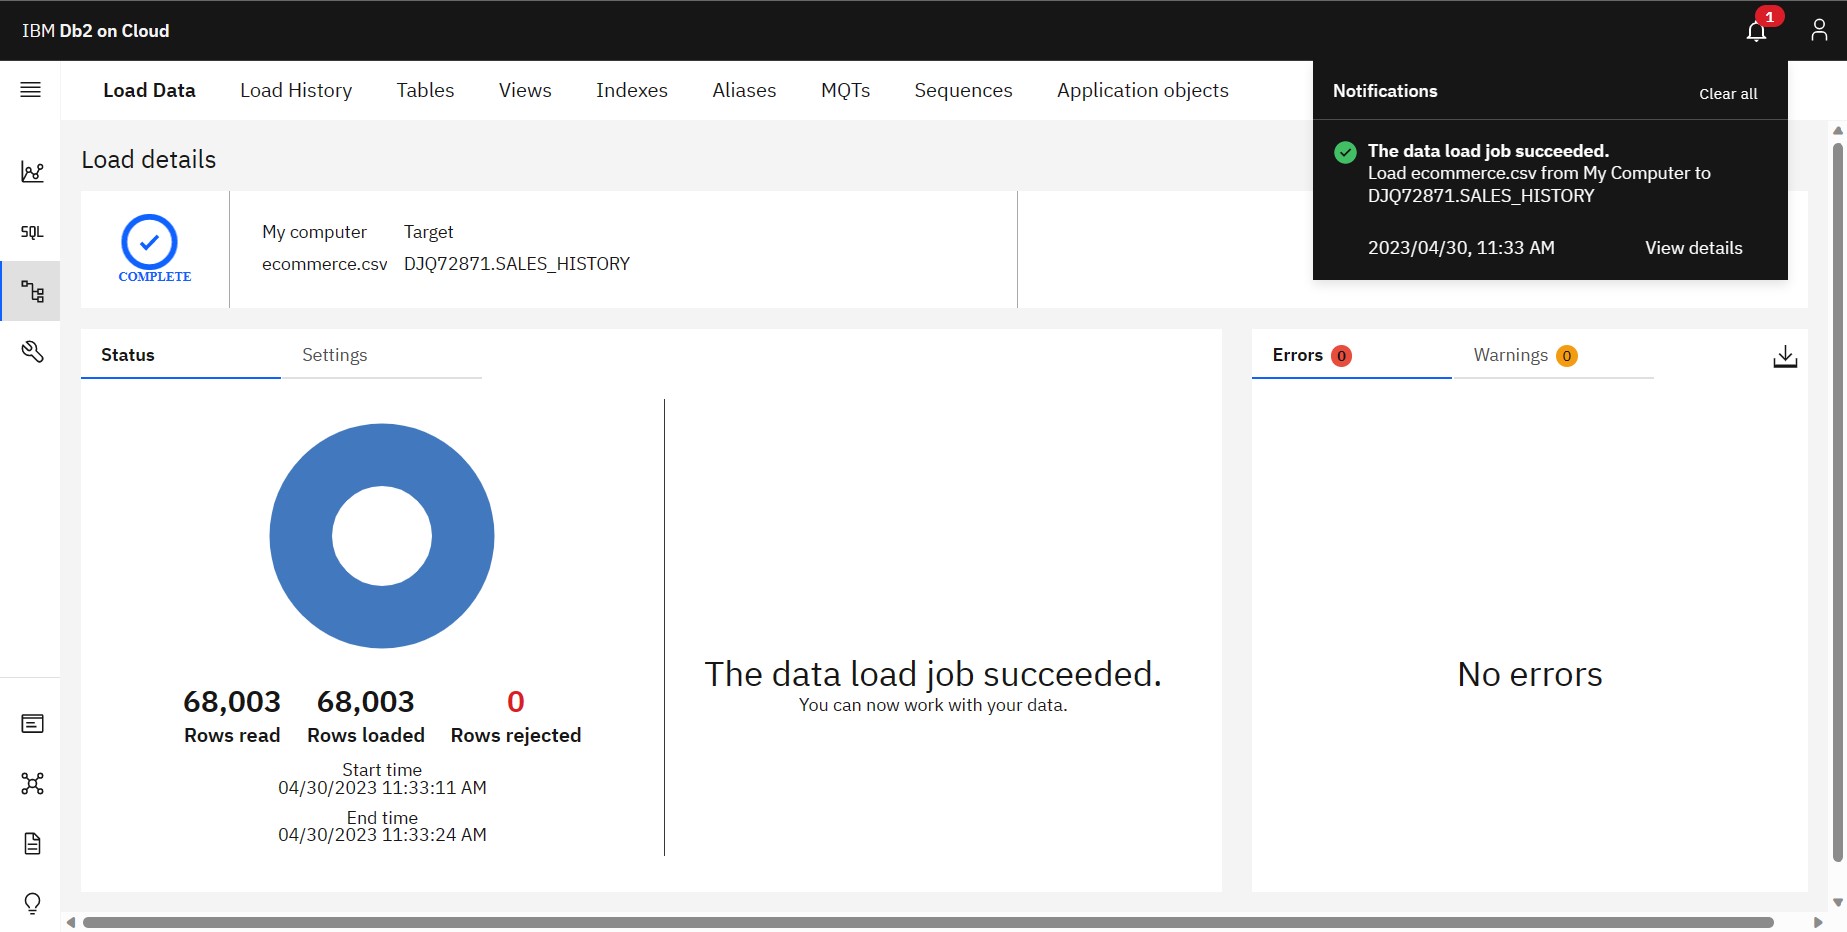 IBM Db2 on Cloud
1
Load Data Load History Tables Views Indexes Aliases MQTs Sequences Application objects
Notifications Clear all
The data load job succeeded.
Load ecommerce.csv from My Computer to
DJQ72871.SALES_HISTORY
2023/04/30, 11:33 AM View details
SQL
Load details
COMPLETE
My computer Target
ecommerce.csv DJQ72871.SALES_HISTORY
Status Settings
68,003 68,003 0
Rows read Rows loaded Rows rejected
Start time
04/30/2023 11:33:11 AM
End time
04/30/2023 11:33:24 AM
The data load job succeeded.
You can now work with your data.
Errors 0 Warnings 0
No errors